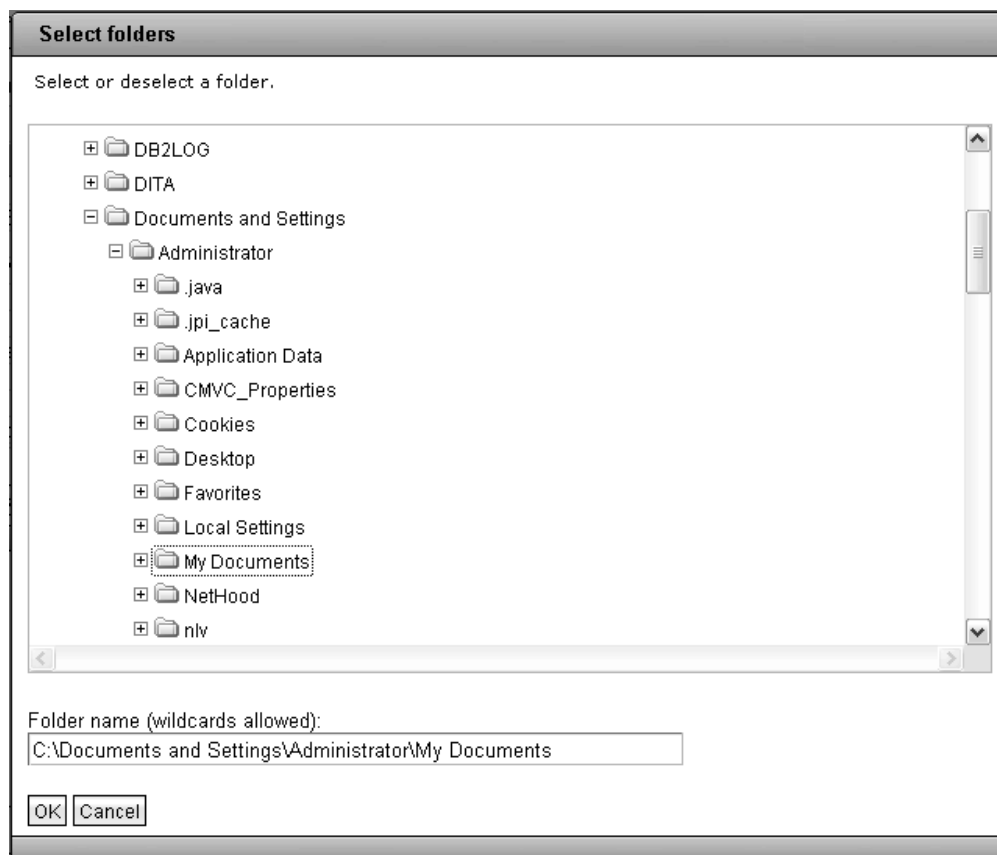 Select folders
Select or deselect a folder.
DB2LOG
DITA
Documents and Settings
Administrator
.java
.jpi_cache
Application Data
CMVC_Properties
Cookies
Desktop
Favorites
Local Settings
My Documents
NetHood
nlv
Folder name (wildcards allowed):
C:\Documents and Settings\Administrator\My Documents
OK Cancel